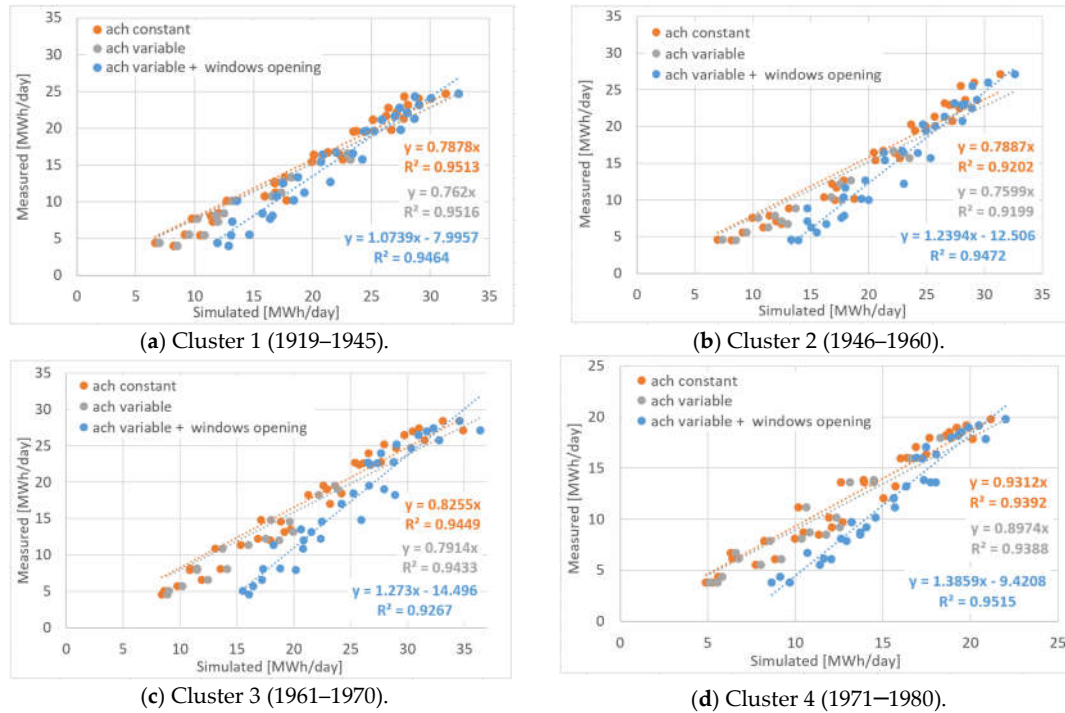 35
30
25
20
15
10
5
0
Measured [MWh/day]
ach constant
ach variable
ach variable + windows opening
y = 0.7878x
R² = 0.9513
y = 0.762x
R² = 0.9516
y = 1.0739x - 7.9957
R² = 0.9464
0 5 10 15 20 25 30 35
Simulated [MWh/day]
(a) Cluster 1 (1919–1945).
35
30
25
20
15
10
5
0
Measured [MWh/day]
ach constant
ach variable
ach variable + windows opening
y = 0.7887x
R² = 0.9202
y = 0.7599x
R² = 0.9199
y = 1.2394x - 12.506
R² = 0.9472
0 5 10 15 20 25 30 35
Simulated [MWh/day]
(b) Cluster 2 (1946–1960).
35
30
25
20
15
10
5
0
Measured [MWh/day]
ach constant
ach variable
ach variable + windows opening
y = 0.8255x
R² = 0.9449
y = 0.7914x
R² = 0.9433
y = 1.273x - 14.496
R² = 0.9267
0 5 10 15 20 25 30 35
Simulated [MWh/day]
(c) Cluster 3 (1961–1970).
25
20
15
10
5
0
Measured [MWh/day]
ach constant
ach variable
ach variable + windows opening
y = 0.9312x
R² = 0.9392
y = 0.8974x
R² = 0.9388
y = 1.3859x - 9.4208
R² = 0.9515
0 5 10 15 20 25
Simulated [MWh/day]
(d) Cluster 4 (1971–1980).